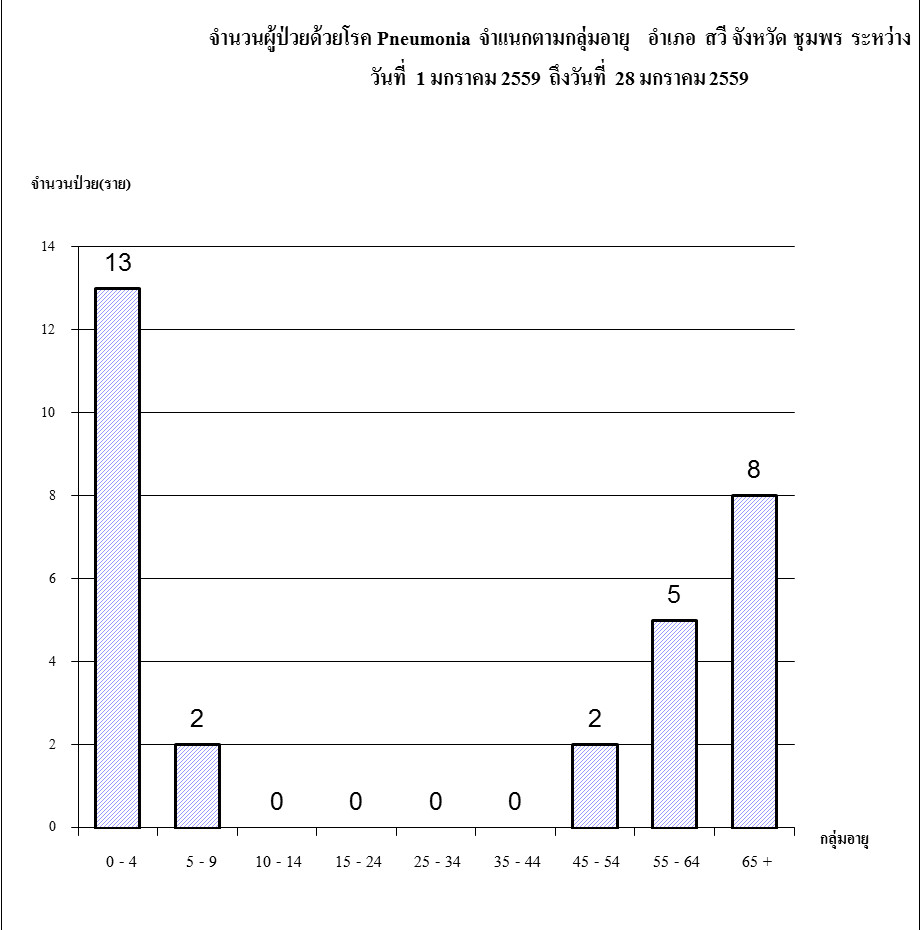 จำนวนผู้ป่วยด้วยโรค Pneumonia จำแนกตามกลุ่มอายุ อำเภอ สวี จังหวัด ชุมพร ระหว่าง
วันที่ 1 มกราคม 2559 ถึงวันที่ 28 มกราคม 2559
จำนวนป่วย(ราย)
14
13
12
10
8
8
6
5
4
2
2
2
0
0
0
0
0
กลุ่มอายุ
0 - 4
5 - 9
10 - 14
15 - 24
25 - 34
35 - 44
45 - 54
55 - 64
65 +